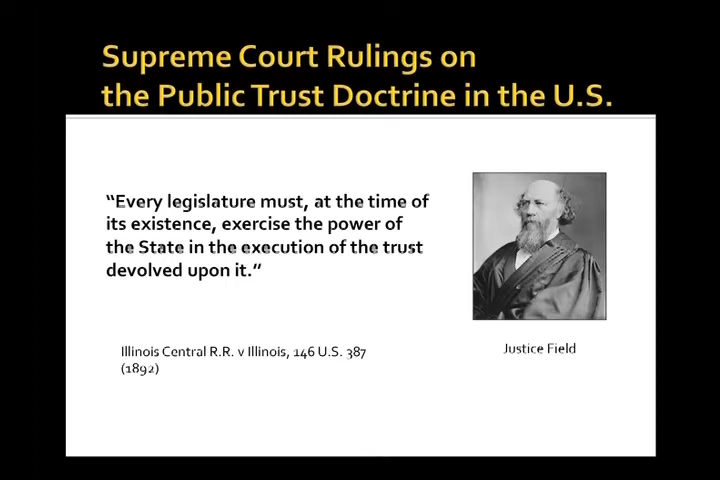 Supreme Court Rulings on
the Public Trust Doctrine in the U.S.
“Every legislature must, at the time of
its existence, exercise the power of
the State in the execution of the trust
devolved upon it.”
Illinois Central R.R. v Illinois, 146 U.S. 387
(1892)
Justice Field